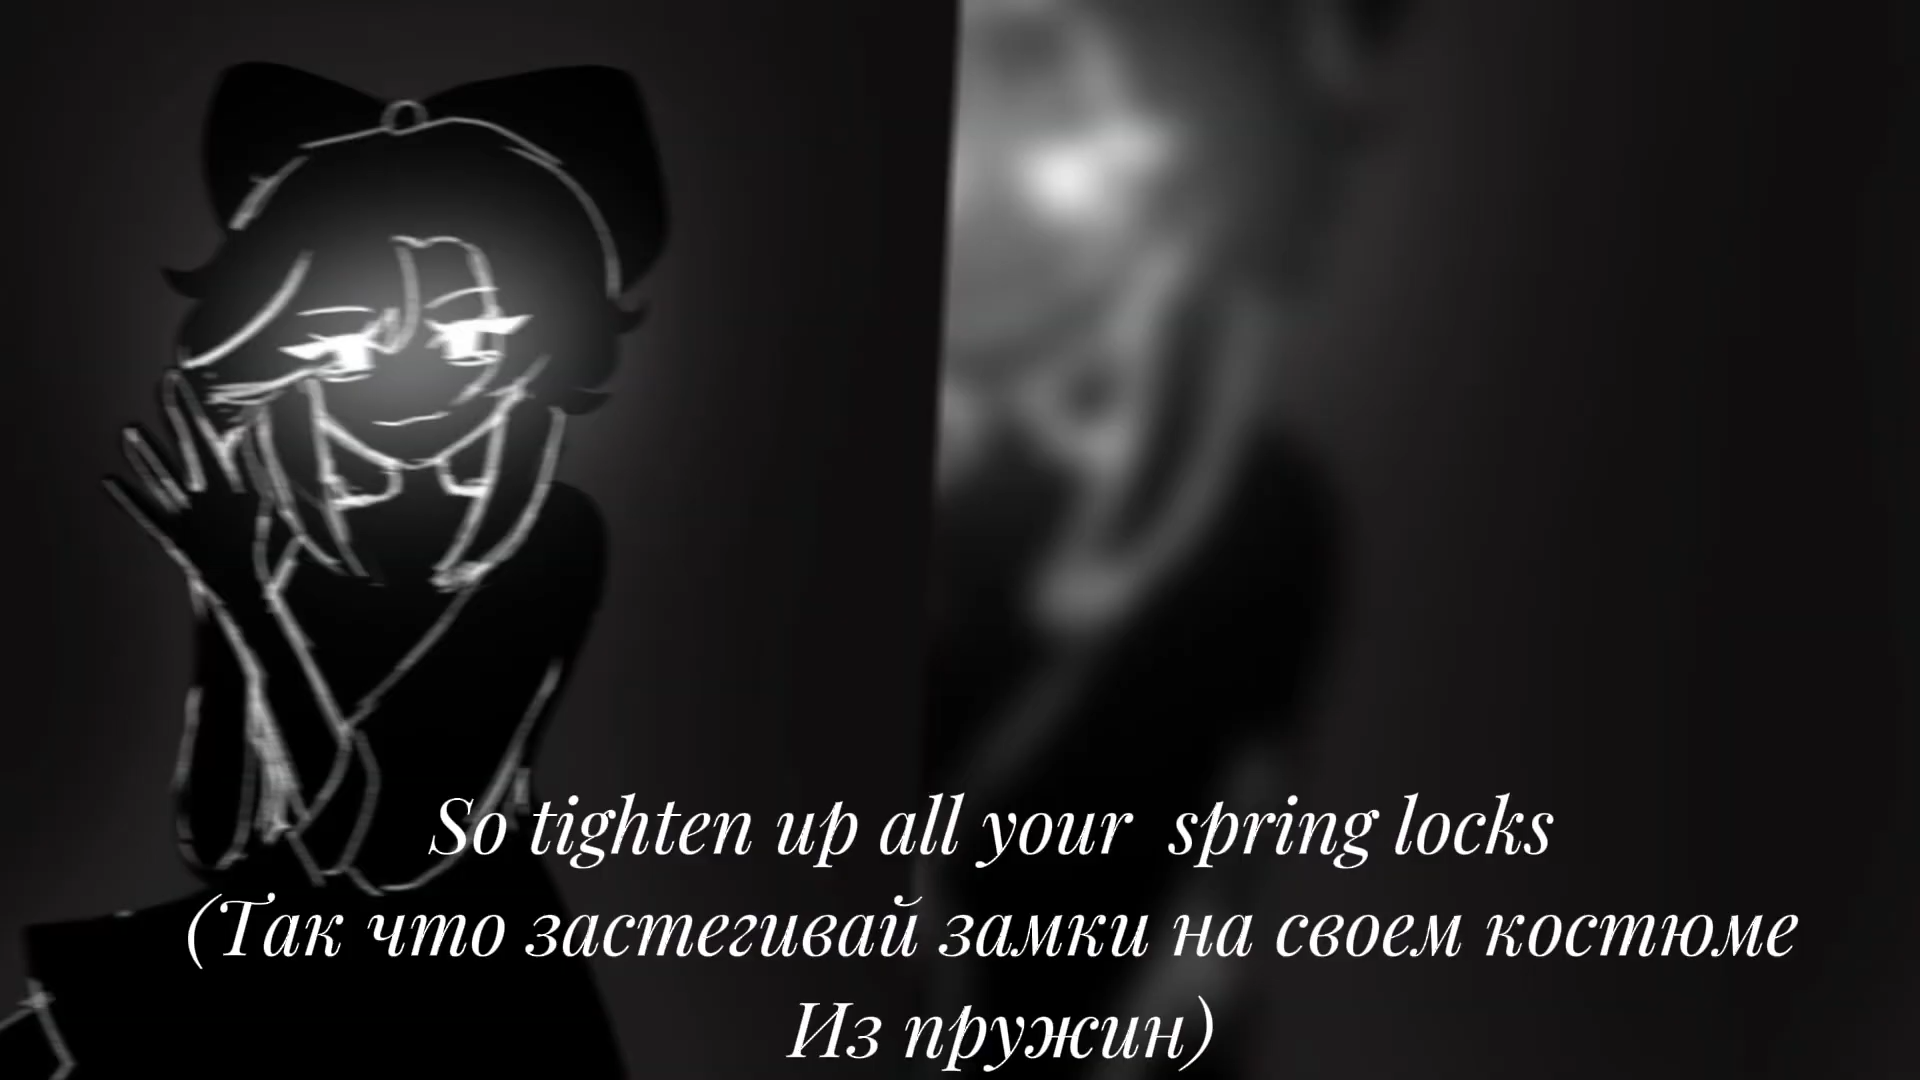 So tighten up all your spring locks
(Так что застегивай замки на своем костюме
Из пружин)